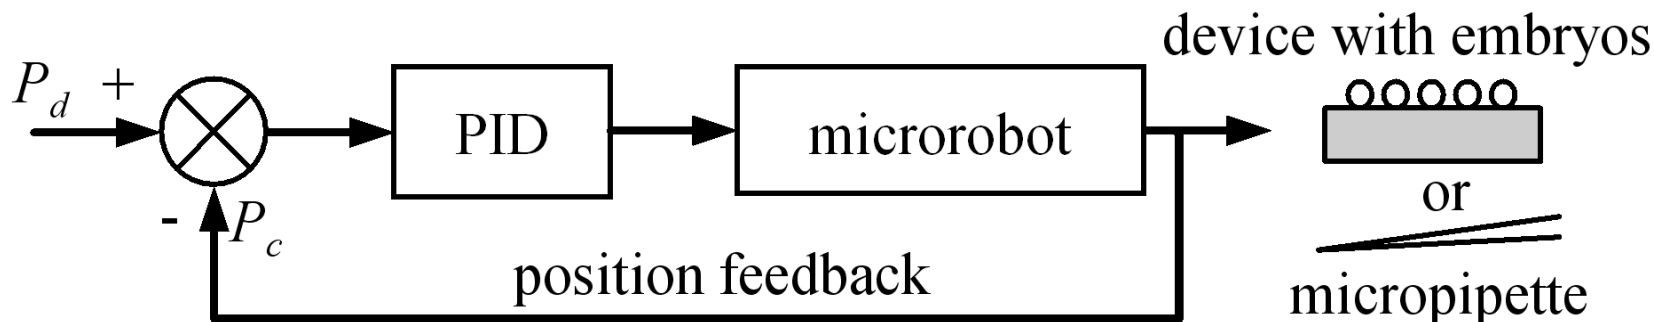 device with embryos
P_d +
PID
microrobot
or
- P_c
position feedback
micropipette